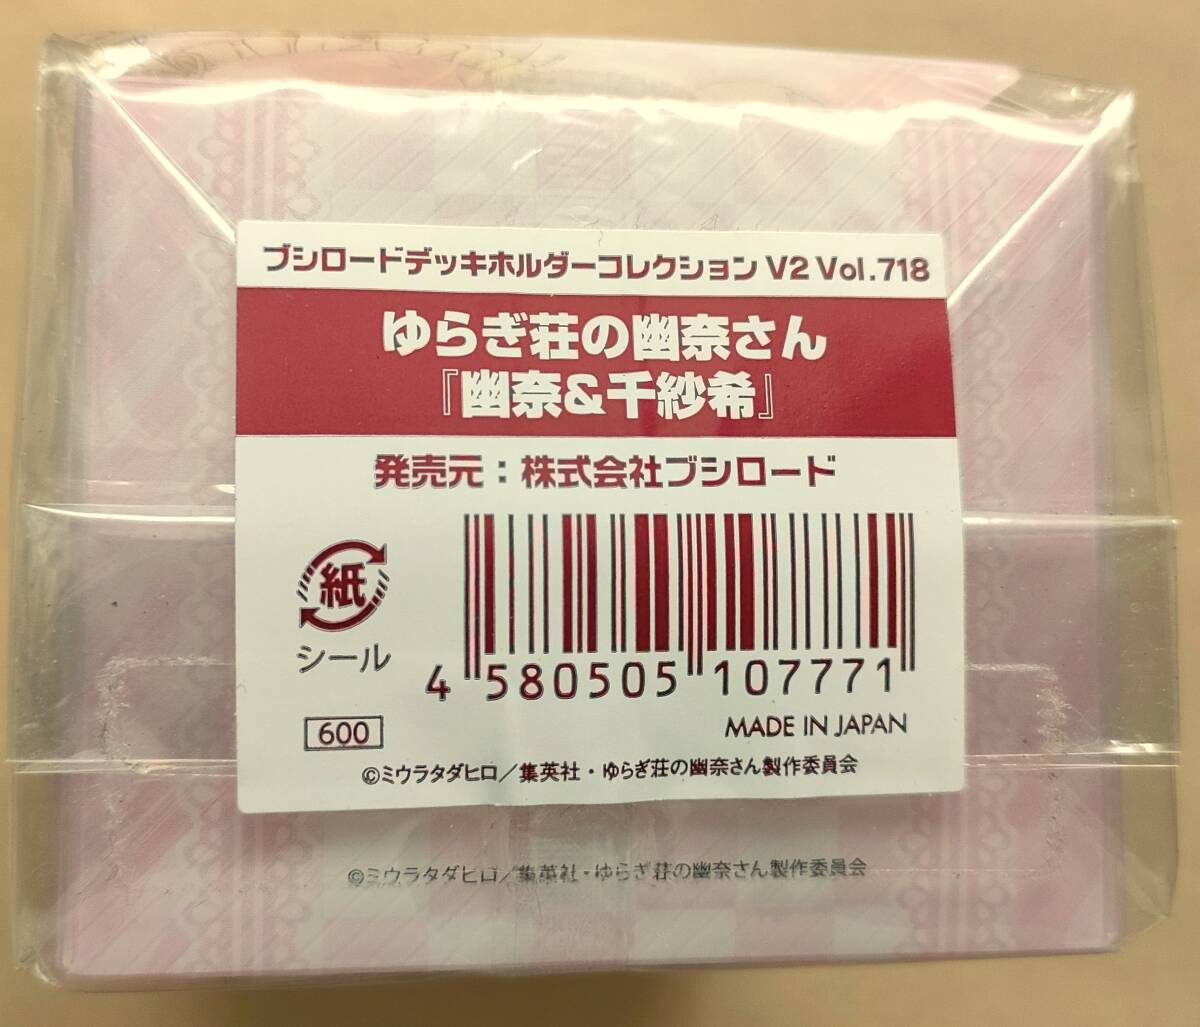 ブシロードデッキホルダーコレクション V2 Vol.718
ゆらぎ荘の幽奈さん
『幽奈&千紗希』
発売元：株式会社ブシロード
紙
シール
4 580505 107771
600
MADE IN JAPAN
©ミウラタダヒロ／集英社・ゆらぎ荘の幽奈さん製作委員会
©ミウラタダヒロ／集英社・ゆらぎ荘の幽奈さん製作委員会